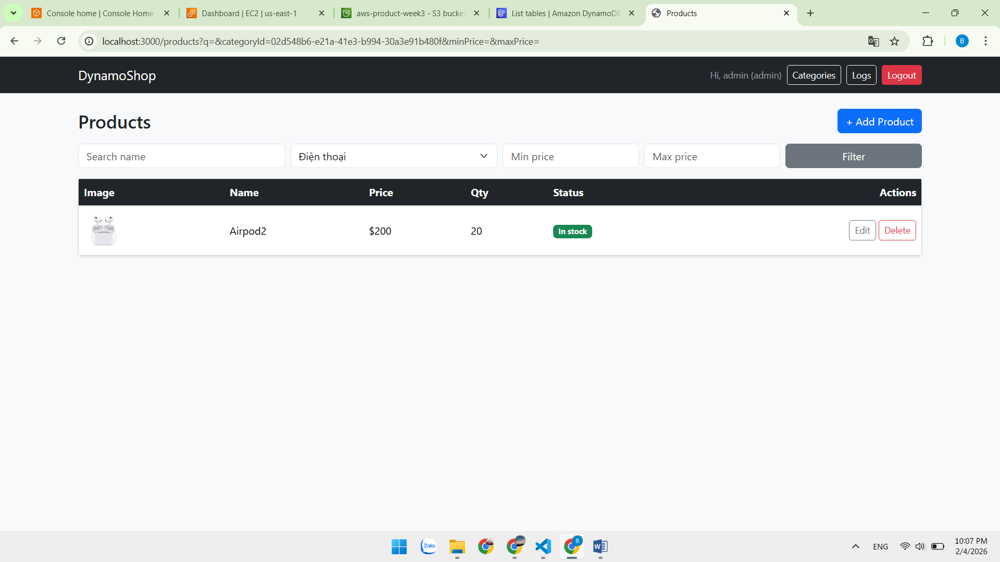 Console home | Console Home
Dashboard | EC2 | us-east-1
aws-product-week3 - S3 bucket
List tables | Amazon DynamoDB
Products
localhost:3000/products?q=&categoryId=02d548b6-e21a-41e3-b994-30a3e91b480f&minPrice=&maxPrice=
B
DynamoShop
Hi, admin (admin)
Categories
Logs
Logout
Products
+ Add Product
Search name
Điện thoại
Min price
Max price
Filter
Image Name Price Qty Status Actions
Airpod2 $200 20 In stock Edit Delete
Zalo
B
ENG
10:07 PM
2/4/2026